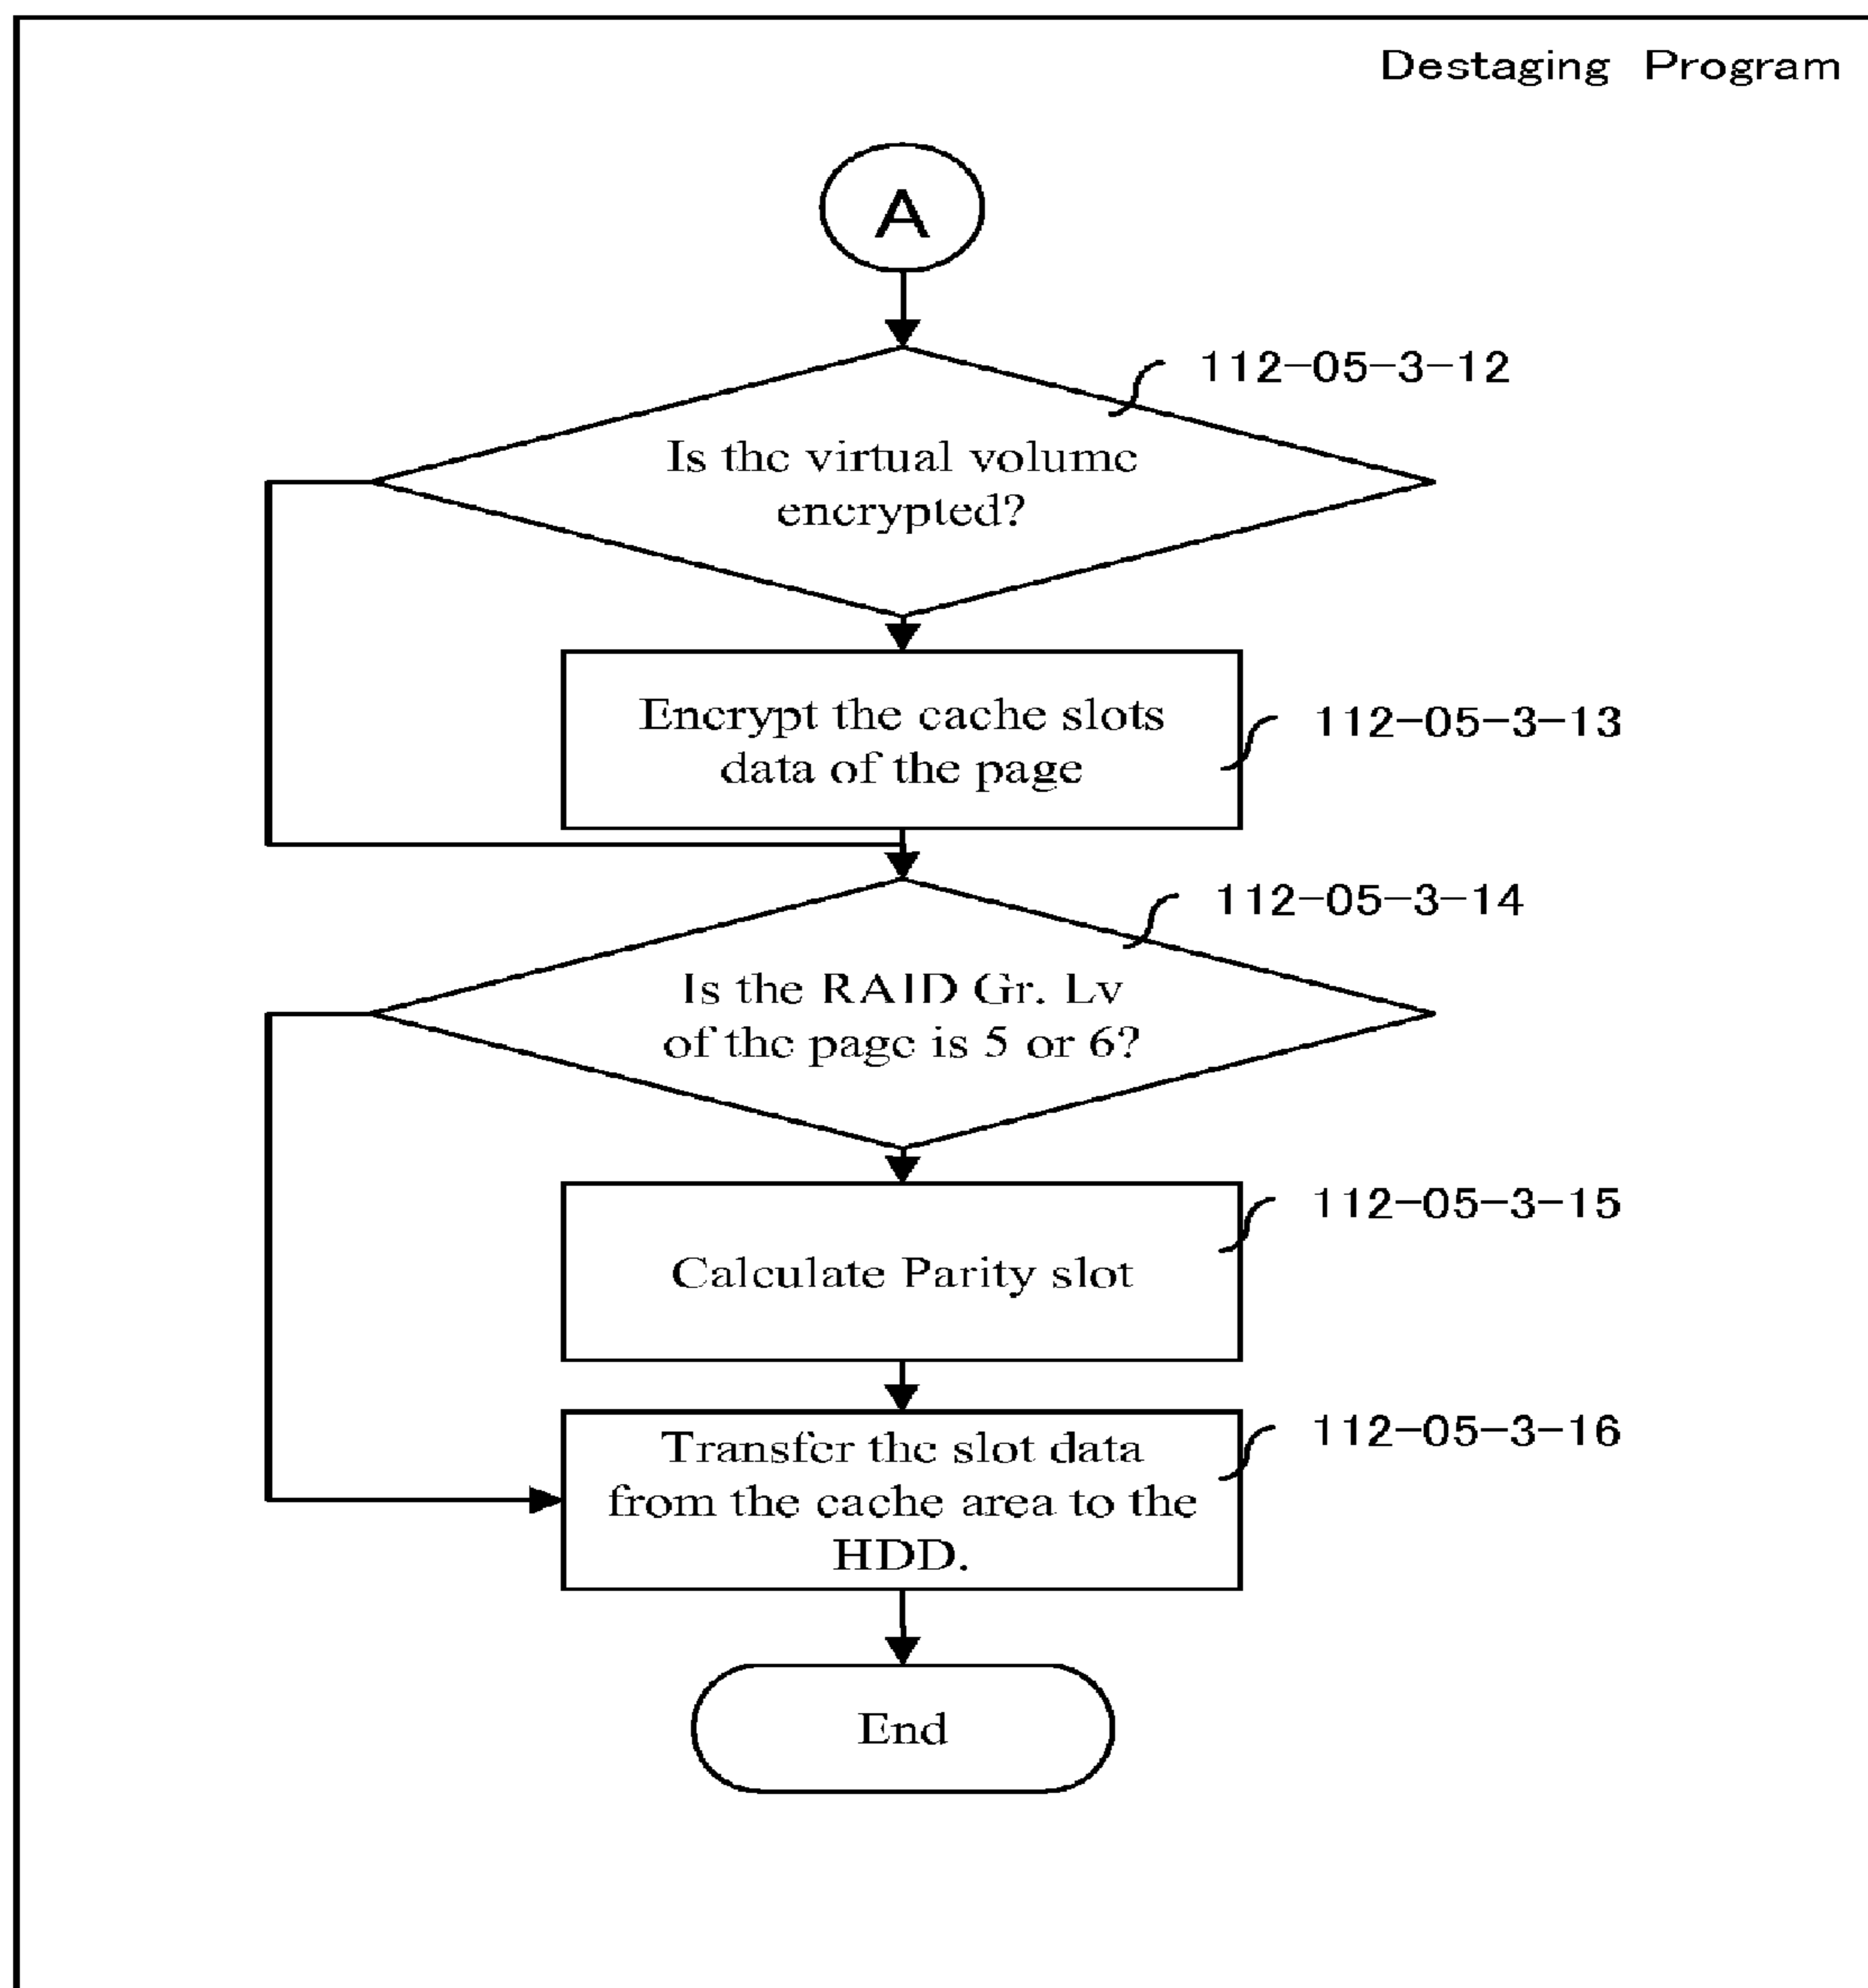 Destaging Program
A
112-05-3-12
Is the virtual volume
encrypted?
Encrypt the cache slots
data of the page
112-05-3-13
112-05-3-14
Is the RAID Gr. Lv
of the page is 5 or 6?
112-05-3-15
Calculate Parity slot
112-05-3-16
Transfer the slot data
from the cache area to the
HDD.
End